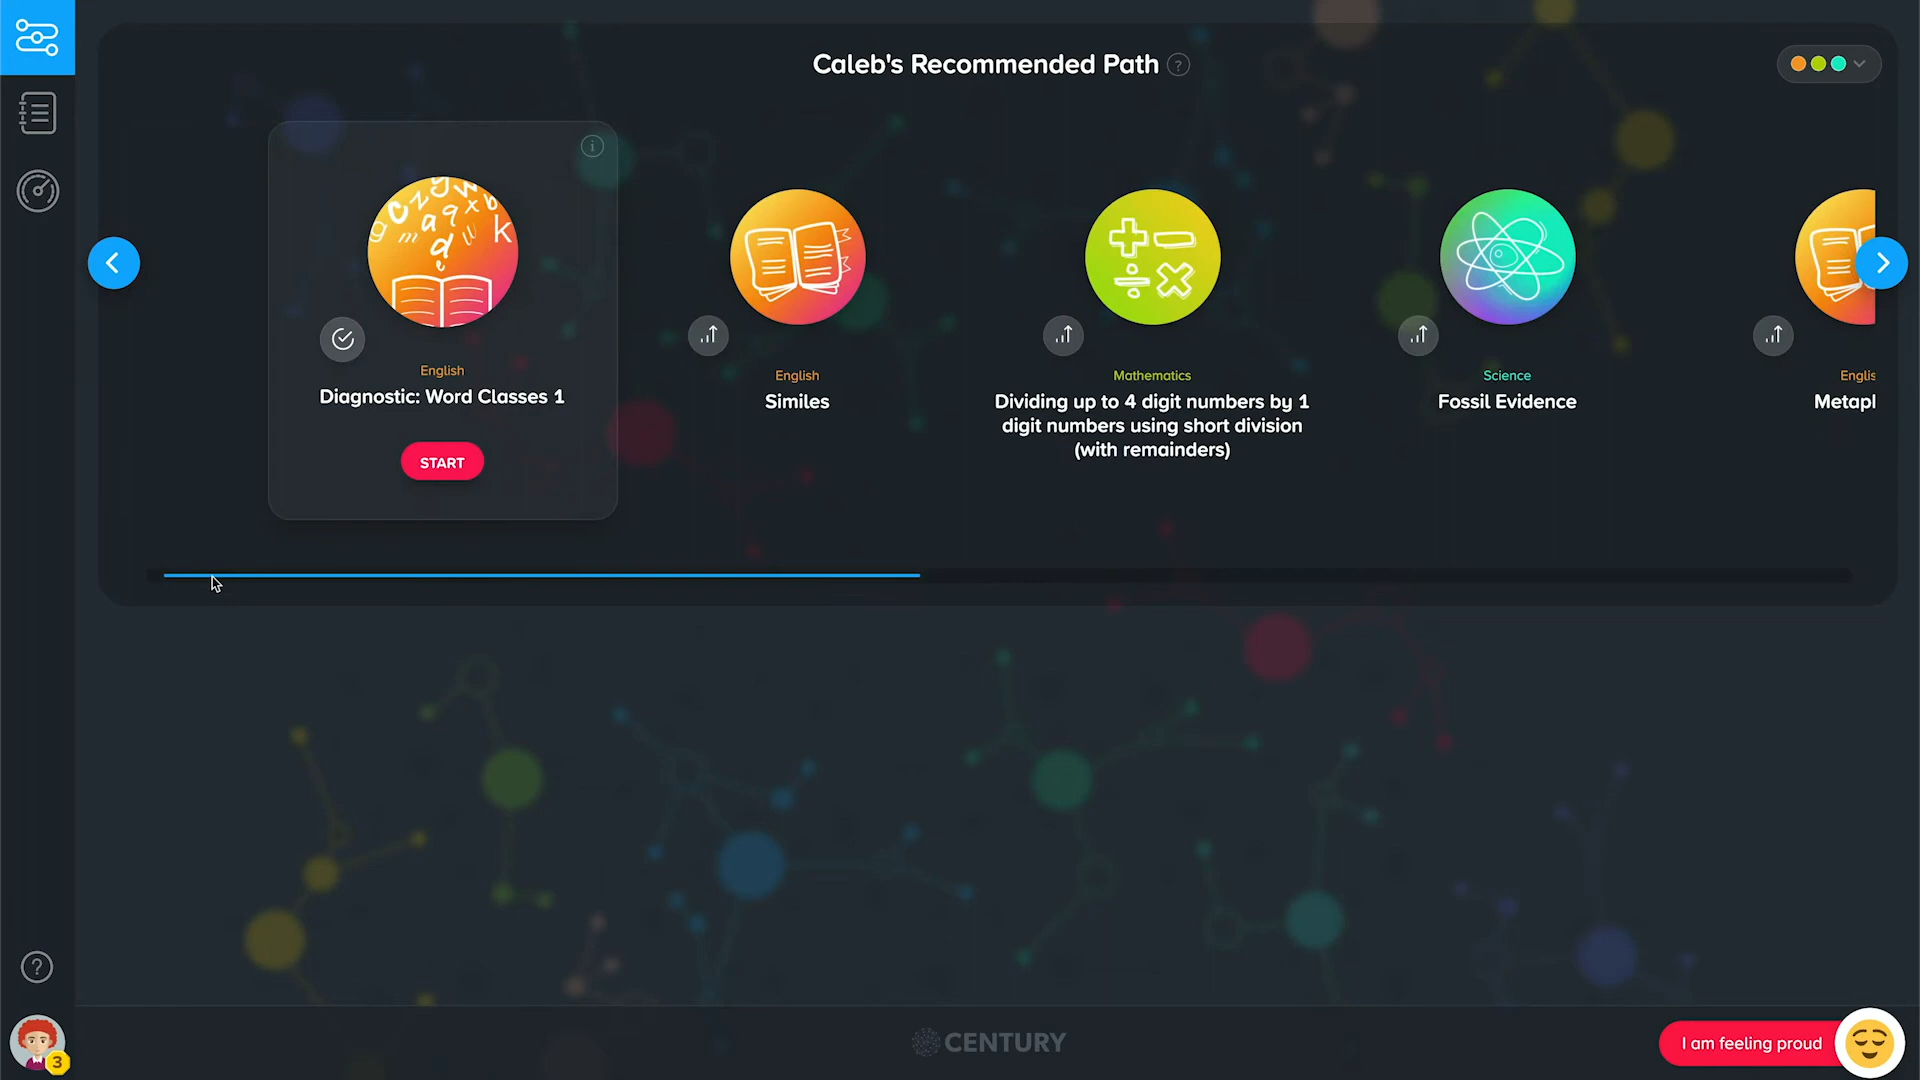 Caleb's Recommended Path
English
Diagnostic: Word Classes 1
START
English
Similes
Mathematics
Dividing up to 4 digit numbers by 1
digit numbers using short division
(with remainders)
Science
Fossil Evidence
Englis
Metapl
3
CENTURY
I am feeling proud